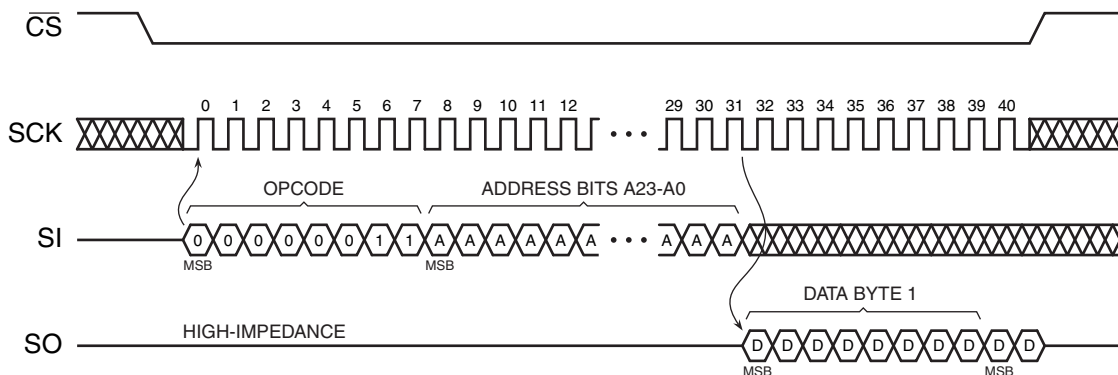 CS
0 1 2 3 4 5 6 7 8 9 10 11 12 29 30 31 32 33 34 35 36 37 38 39 40
SCK
OPCODE ADDRESS BITS A23-A0
SI 0 0 0 0 0 0 1 1 A A A A A A A A A
MSB MSB
DATA BYTE 1
HIGH-IMPEDANCE
SO D D D D D D D D D D
MSB MSB